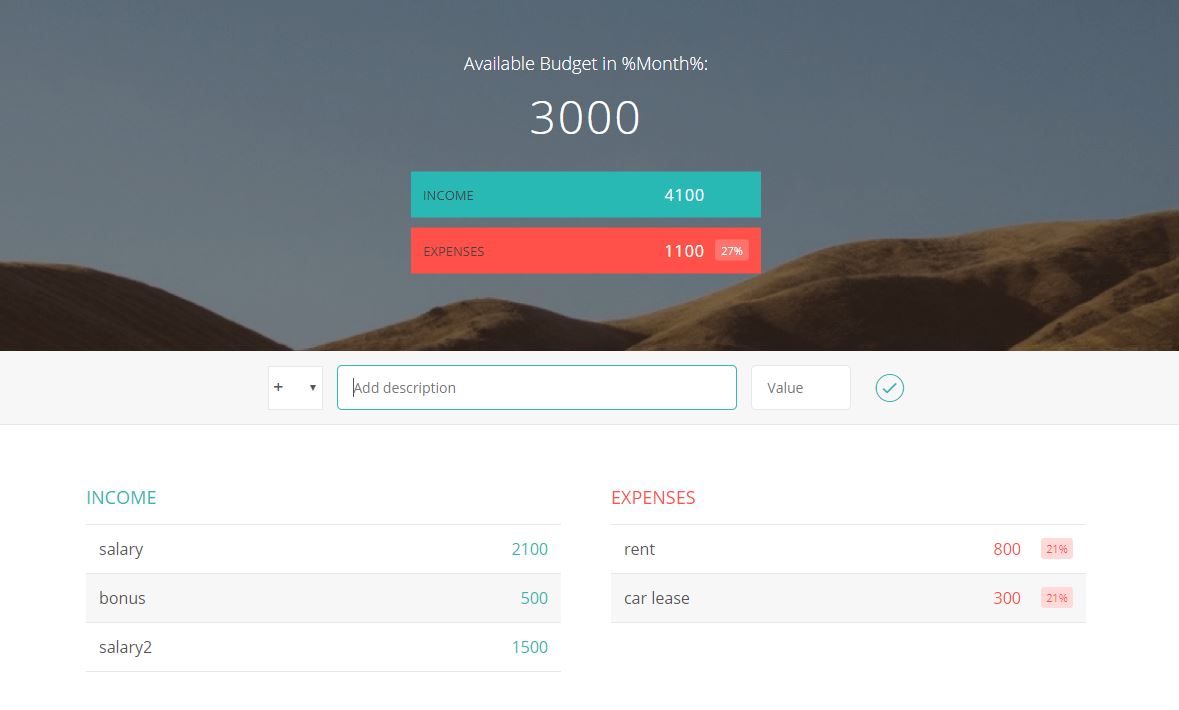 Available Budget in %Month%:
3000
INCOME 4100
EXPENSES 1100 27%
+ Add description Value
INCOME
salary 2100
bonus 500
salary2 1500
EXPENSES
rent 800 21%
car lease 300 21%